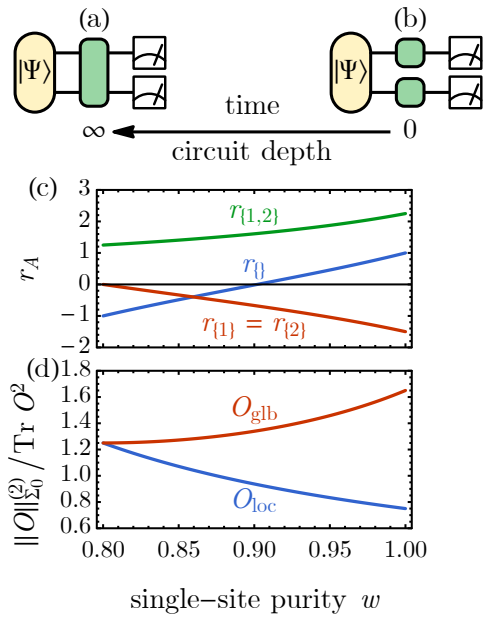 (a) (b)
|Ψ⟩ |Ψ⟩
time
∞ 0
circuit depth
(c)
3
2
1
0
−1
−2
r_A
r_{1,2}
r_{}
r_{1} = r_{2}
(d)
1.8
1.6
1.4
1.2
1.0
0.8
0.6
||O||^{(2)}_{Σ_0} / Tr O^2
O_glb
O_loc
0.80 0.85 0.90 0.95 1.00
single−site purity w